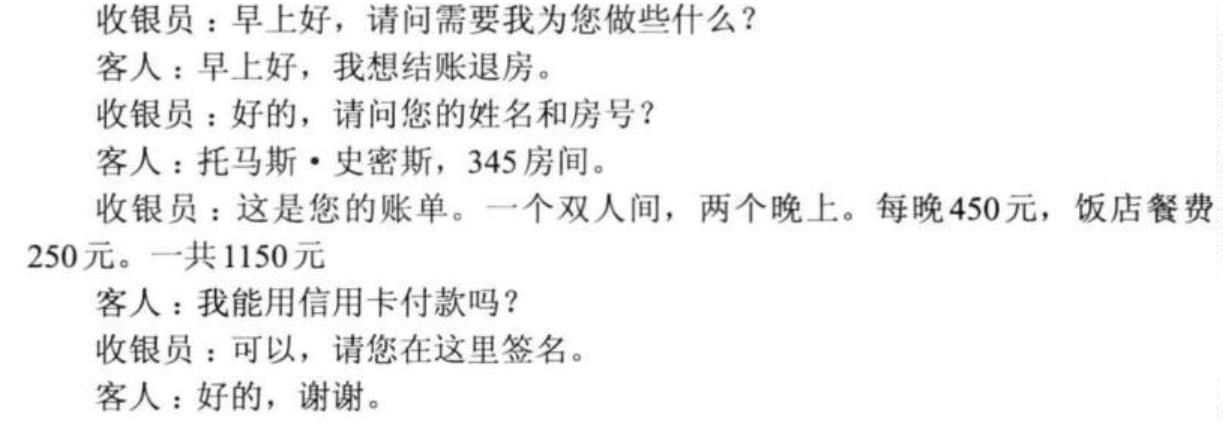 收银员：早上好，请问需要我为您做些什么？
客人：早上好，我想结账退房。
收银员：好的，请问您的姓名和房号？
客人：托马斯·史密斯，345房间。
收银员：这是您的账单。一个双人间，两个晚上。每晚450元，饭店餐费
250元。一共1150元
客人：我能用信用卡付款吗？
收银员：可以，请您在这里签名。
客人：好的，谢谢。